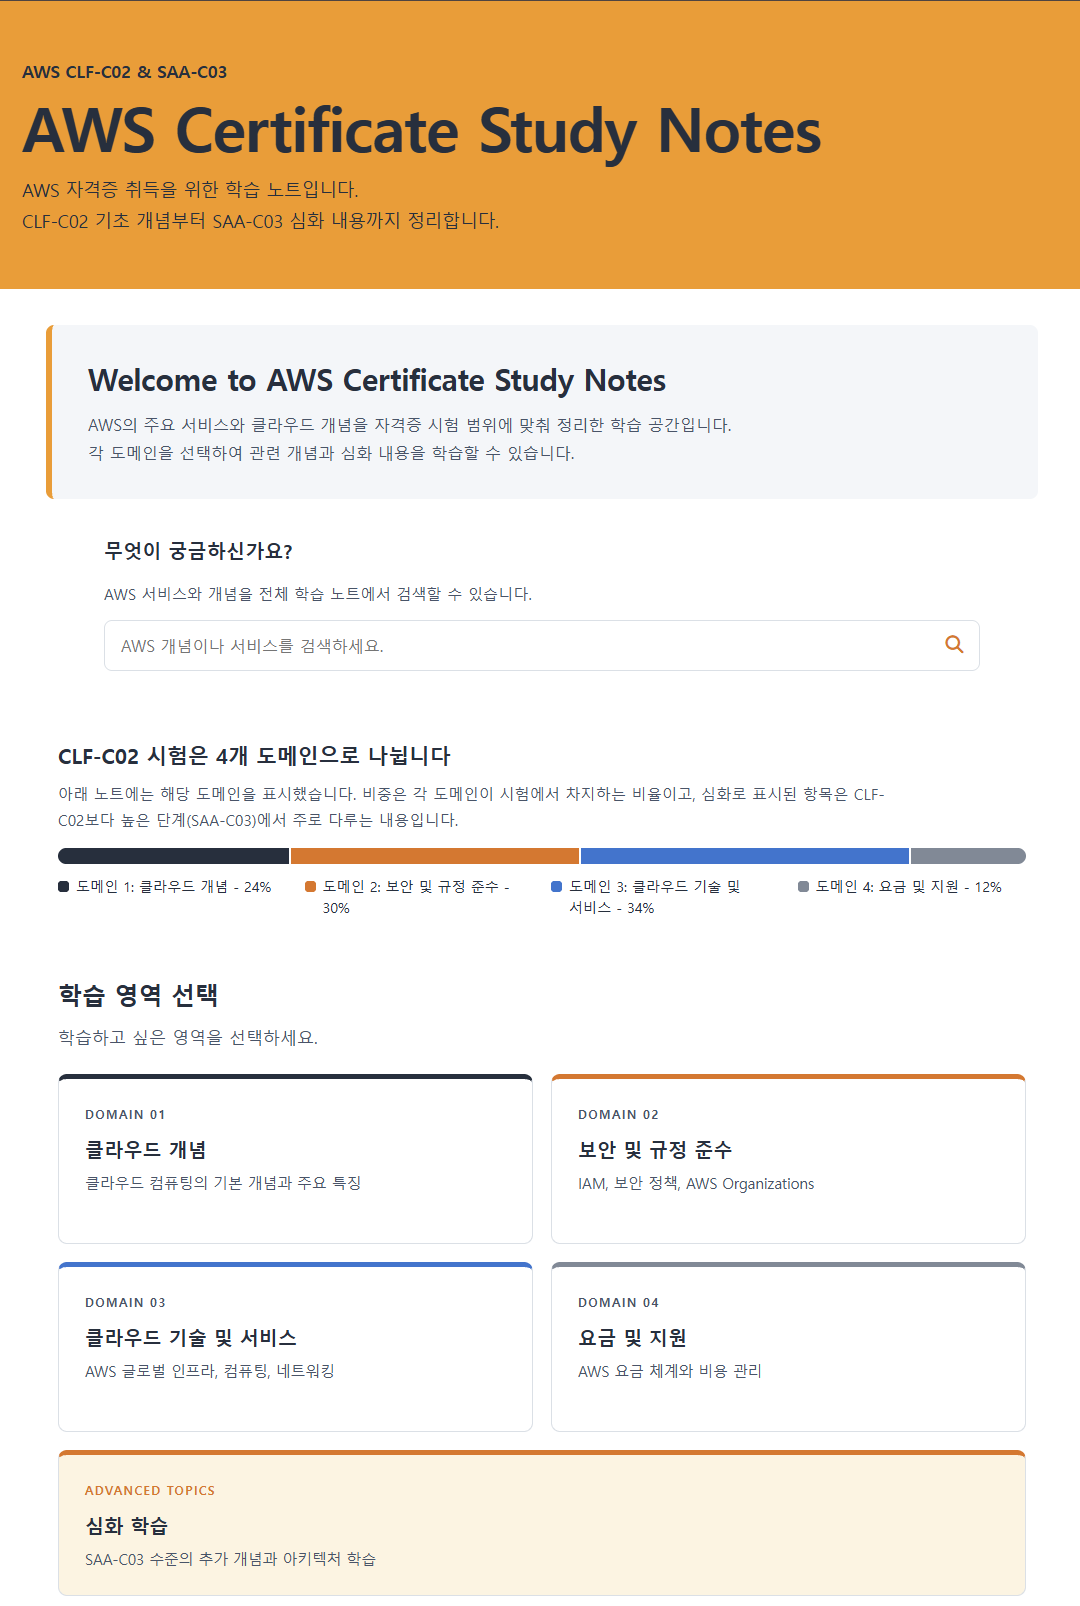 AWS CLF-C02 & SAA-C03
AWS Certificate Study Notes
AWS 자격증 취득을 위한 학습 노트입니다.
CLF-C02 기초 개념부터 SAA-C03 심화 내용까지 정리합니다.
Welcome to AWS Certificate Study Notes
AWS의 주요 서비스와 클라우드 개념을 자격증 시험 범위에 맞춰 정리한 학습 공간입니다.
각 도메인을 선택하여 관련 개념과 심화 내용을 학습할 수 있습니다.
무엇이 궁금하신가요?
AWS 서비스와 개념을 전체 학습 노트에서 검색할 수 있습니다.
AWS 개념이나 서비스를 검색하세요.
CLF-C02 시험은 4개 도메인으로 나뉩니다
아래 노트에는 해당 도메인을 표시했습니다. 비중은 각 도메인이 시험에서 차지하는 비율이고, 심화로 표시된 항목은 CLF-
C02보다 높은 단계(SAA-C03)에서 주로 다루는 내용입니다.
도메인 1: 클라우드 개념 - 24%
도메인 2: 보안 및 규정 준수 -
30%
도메인 3: 클라우드 기술 및
서비스 - 34%
도메인 4: 요금 및 지원 - 12%
학습 영역 선택
학습하고 싶은 영역을 선택하세요.
DOMAIN 01
클라우드 개념
클라우드 컴퓨팅의 기본 개념과 주요 특징
DOMAIN 02
보안 및 규정 준수
IAM, 보안 정책, AWS Organizations
DOMAIN 03
클라우드 기술 및 서비스
AWS 글로벌 인프라, 컴퓨팅, 네트워킹
DOMAIN 04
요금 및 지원
AWS 요금 체계와 비용 관리
ADVANCED TOPICS
심화 학습
SAA-C03 수준의 추가 개념과 아키텍처 학습